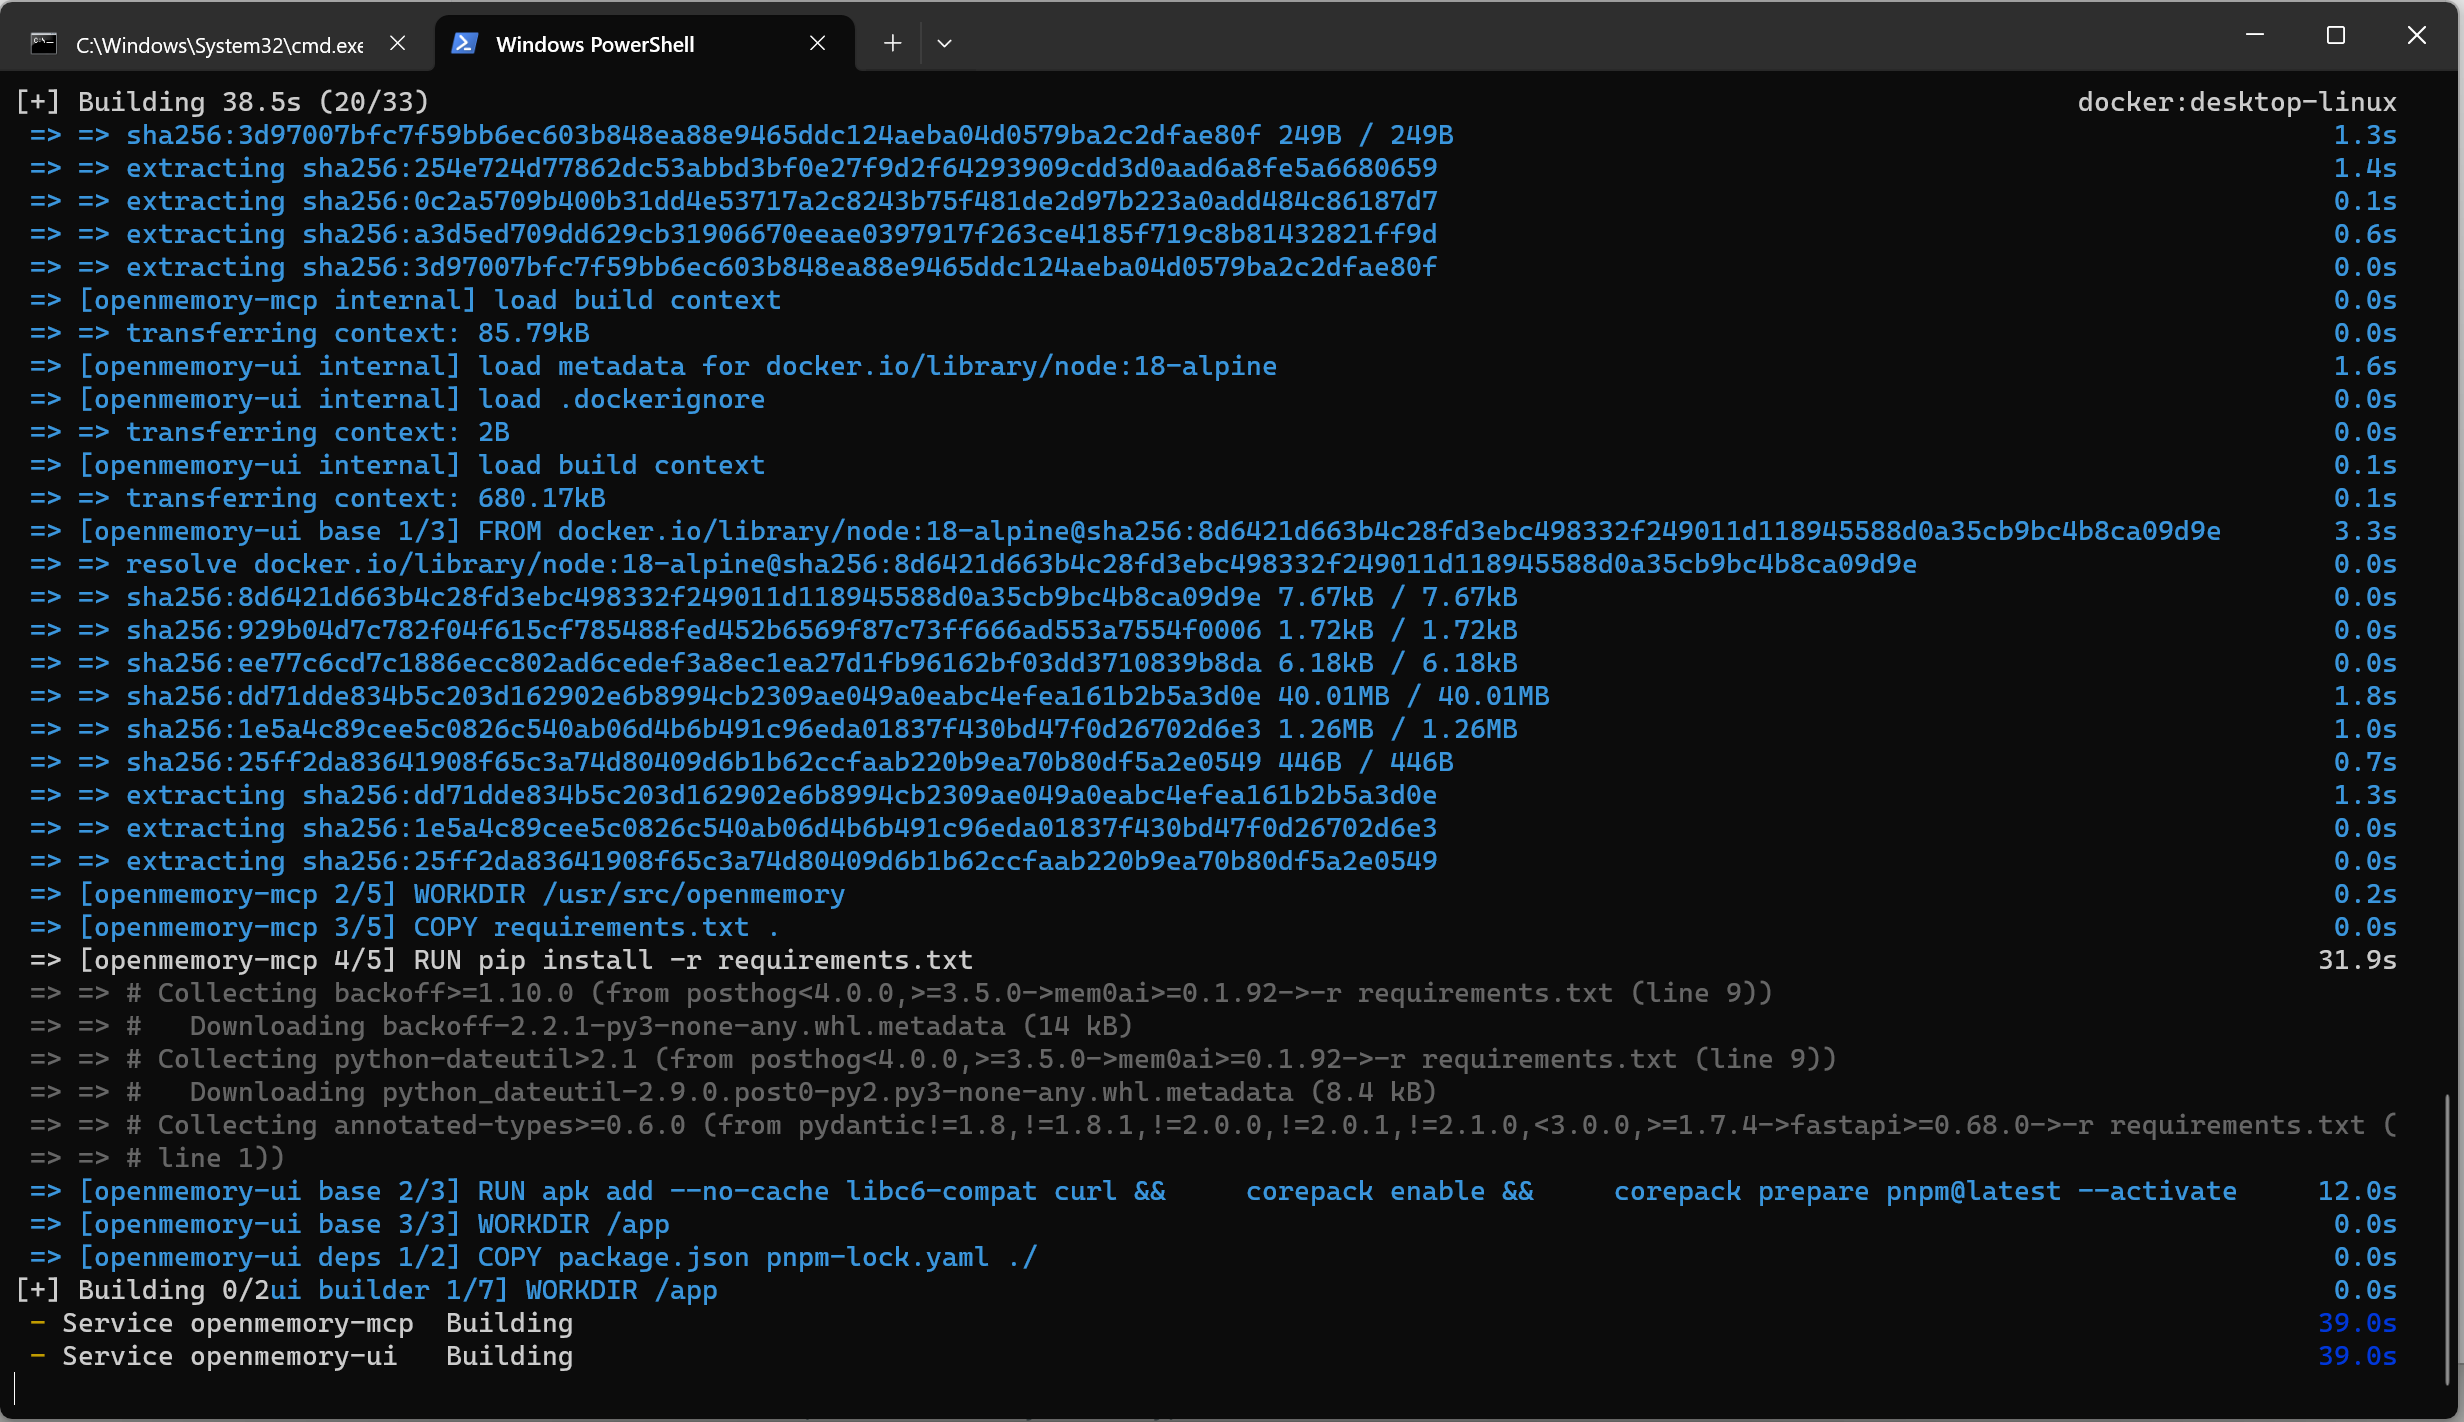 C:\Windows\System32\cmd.exe
Windows PowerShell
[+] Building 38.5s (20/33) docker:desktop-linux
=> => sha256:3d97007bfc7f59bb6ec603b848ea88e9465ddc124aeba04d0579ba2c2dfae80f 249B / 249B 1.3s
=> => extracting sha256:254e724d77862dc53abbd3bf0e27f9d2f64293909cdd3d0aad6a8fe5a6680659 1.4s
=> => extracting sha256:0c2a5709b400b31dd4e53717a2c8243b75f481de2d97b223a0add484c86187d7 0.1s
=> => extracting sha256:a3d5ed709dd629cb31906670eeae0397917f263ce4185f719c8b81432821ff9d 0.6s
=> => extracting sha256:3d97007bfc7f59bb6ec603b848ea88e9465ddc124aeba04d0579ba2c2dfae80f 0.0s
=> [openmemory-mcp internal] load build context 0.0s
=> => transferring context: 85.79kB 0.0s
=> [openmemory-ui internal] load metadata for docker.io/library/node:18-alpine 1.6s
=> [openmemory-ui internal] load .dockerignore 0.0s
=> => transferring context: 2B 0.0s
=> [openmemory-ui internal] load build context 0.1s
=> => transferring context: 680.17kB 0.1s
=> [openmemory-ui base 1/3] FROM docker.io/library/node:18-alpine@sha256:8d6421d663b4c28fd3ebc498332f249011d118945588d0a35cb9bc4b8ca09d9e 3.3s
=> => resolve docker.io/library/node:18-alpine@sha256:8d6421d663b4c28fd3ebc498332f249011d118945588d0a35cb9bc4b8ca09d9e 0.0s
=> => sha256:8d6421d663b4c28fd3ebc498332f249011d118945588d0a35cb9bc4b8ca09d9e 7.67kB / 7.67kB 0.0s
=> => sha256:929b04d7c782f04f615cf785488fed452b6569f87c73ff666ad553a7554f0006 1.72kB / 1.72kB 0.0s
=> => sha256:ee77c6cd7c1886ecc802ad6cedef3a8ec1ea27d1fb96162bf03dd3710839b8da 6.18kB / 6.18kB 0.0s
=> => sha256:dd71dde834b5c203d162902e6b8994cb2309ae049a0eabc4efea161b2b5a3d0e 40.01MB / 40.01MB 1.8s
=> => sha256:1e5a4c89cee5c0826c540ab06d4b6b491c96eda01837f430bd47f0d26702d6e3 1.26MB / 1.26MB 1.0s
=> => sha256:25ff2da83641908f65c3a74d80409d6b1b62ccfaab220b9ea70b80df5a2e0549 446B / 446B 0.7s
=> => extracting sha256:dd71dde834b5c203d162902e6b8994cb2309ae049a0eabc4efea161b2b5a3d0e 1.3s
=> => extracting sha256:1e5a4c89cee5c0826c540ab06d4b6b491c96eda01837f430bd47f0d26702d6e3 0.0s
=> => extracting sha256:25ff2da83641908f65c3a74d80409d6b1b62ccfaab220b9ea70b80df5a2e0549 0.0s
=> [openmemory-mcp 2/5] WORKDIR /usr/src/openmemory 0.2s
=> [openmemory-mcp 3/5] COPY requirements.txt . 0.0s
=> [openmemory-mcp 4/5] RUN pip install -r requirements.txt 31.9s
=> => # Collecting backoff>=1.10.0 (from posthog<4.0.0,>=3.5.0->mem0ai>=0.1.92->-r requirements.txt (line 9))
=> => #   Downloading backoff-2.2.1-py3-none-any.whl.metadata (14 kB)
=> => # Collecting python-dateutil>2.1 (from posthog<4.0.0,>=3.5.0->mem0ai>=0.1.92->-r requirements.txt (line 9))
=> => #   Downloading python_dateutil-2.9.0.post0-py2.py3-none-any.whl.metadata (8.4 kB)
=> => # Collecting annotated-types>=0.6.0 (from pydantic!=1.8,!=1.8.1,!=2.0.0,!=2.0.1,!=2.1.0,<3.0.0,>=1.7.4->fastapi>=0.68.0->-r requirements.txt (
=> => # line 1))
=> [openmemory-ui base 2/3] RUN apk add --no-cache libc6-compat curl &&     corepack enable &&     corepack prepare pnpm@latest --activate 12.0s
=> [openmemory-ui base 3/3] WORKDIR /app 0.0s
=> [openmemory-ui deps 1/2] COPY package.json pnpm-lock.yaml ./ 0.0s
[+] Building 0/2ui builder 1/7] WORKDIR /app 0.0s
- Service openmemory-mcp  Building 39.0s
- Service openmemory-ui   Building 39.0s